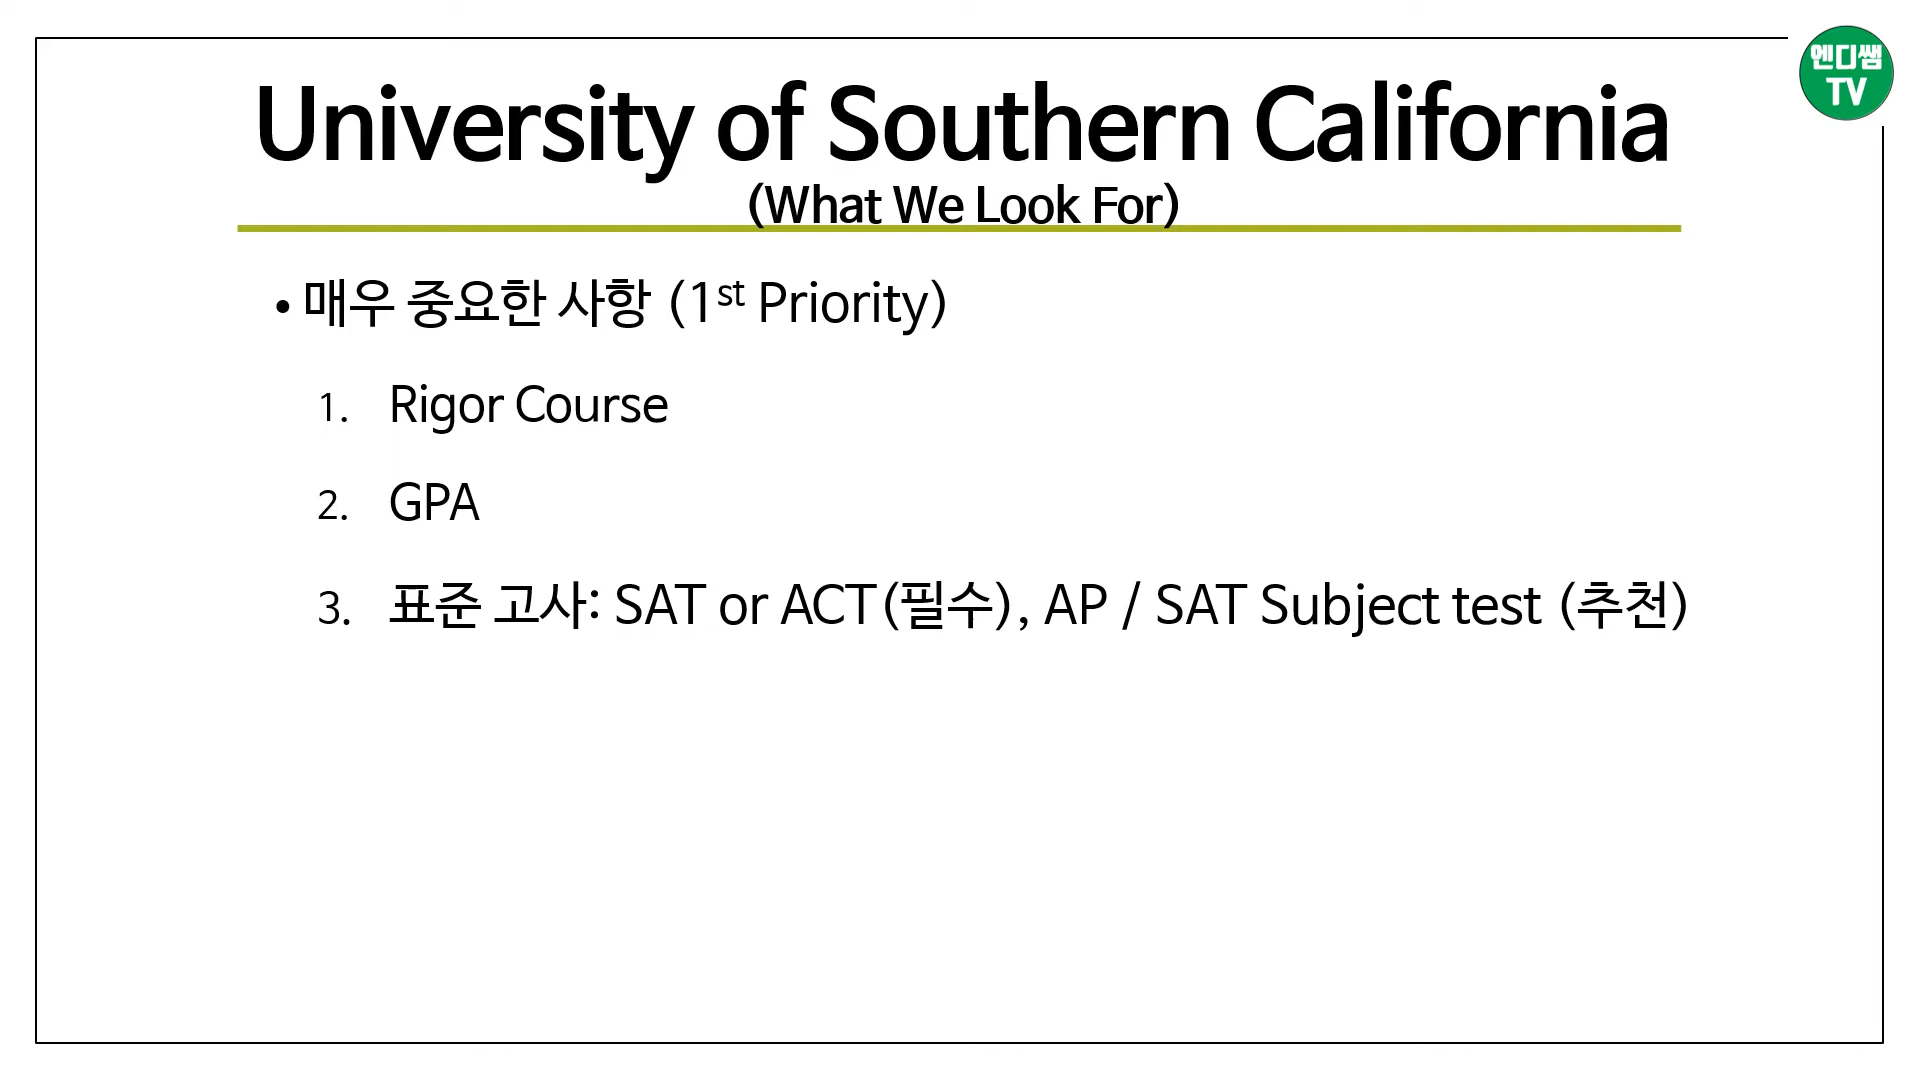 엔디쌤
TV
University of Southern California
(What We Look For)
• 매우 중요한 사항 (1st Priority)
1. Rigor Course
2. GPA
3. 표준 고사: SAT or ACT(필수), AP / SAT Subject test (추천)